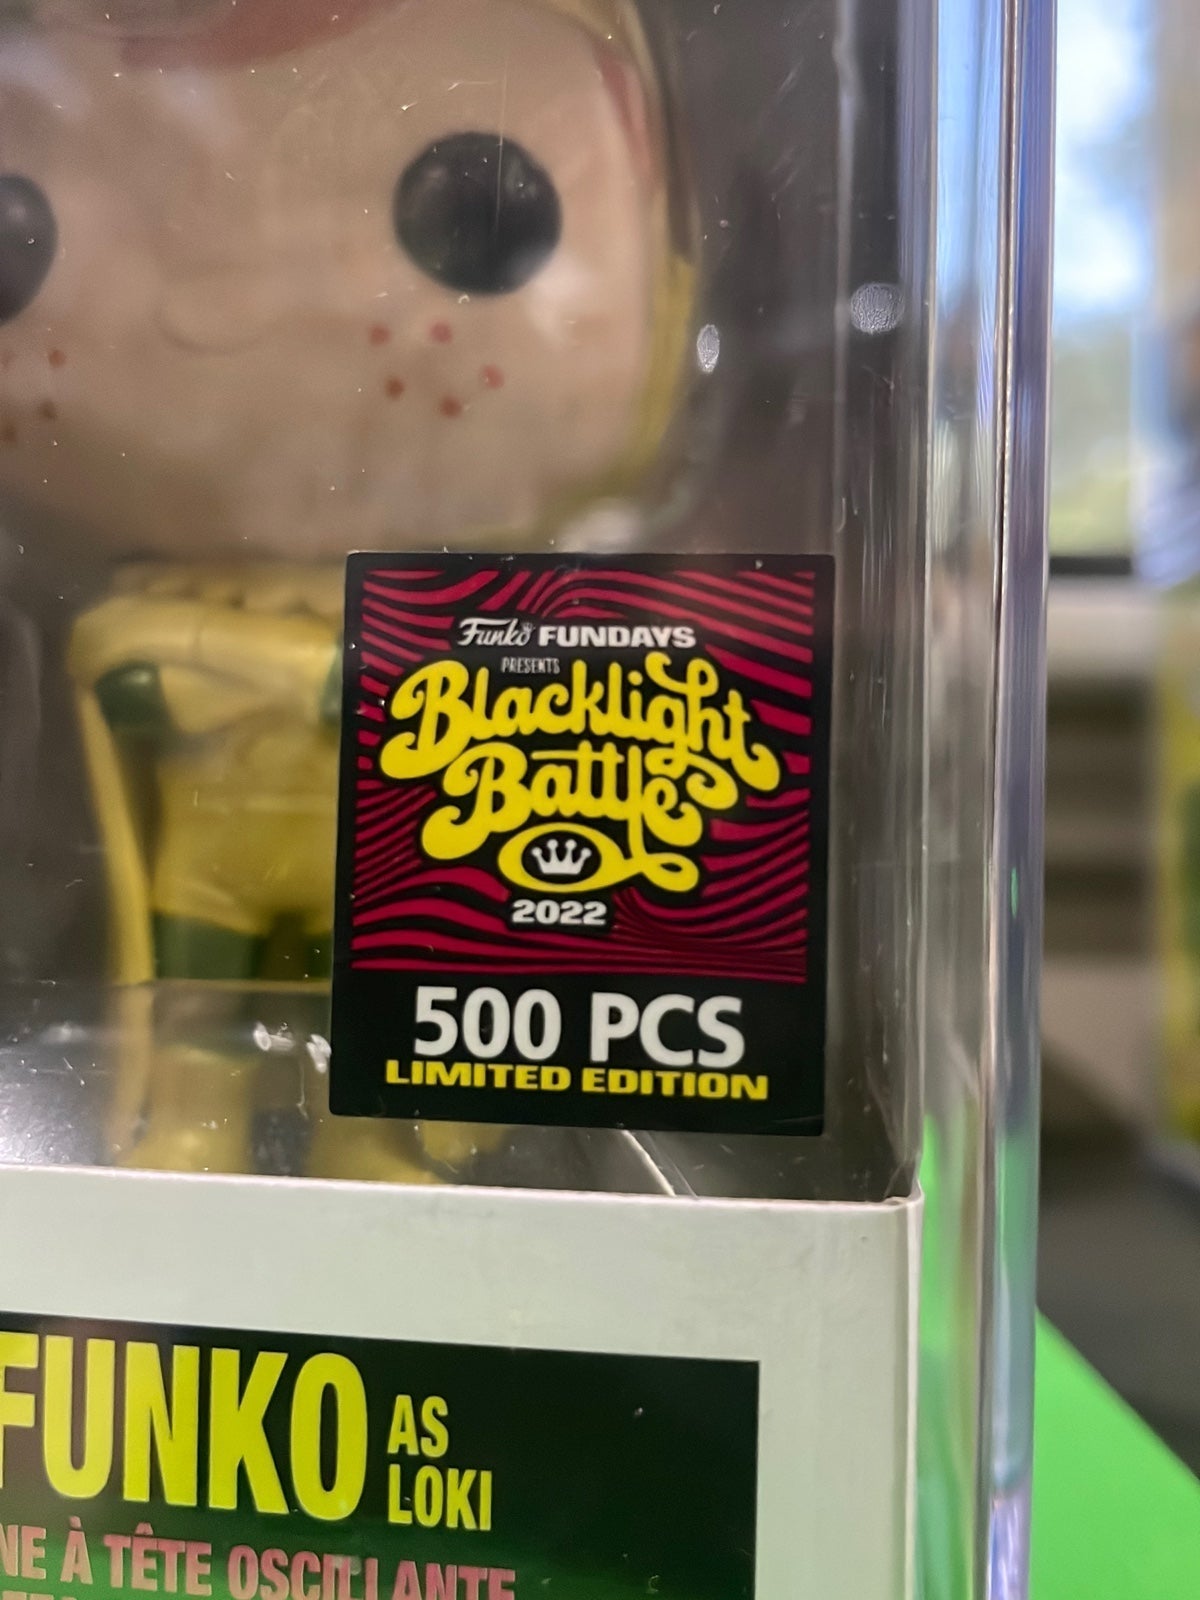 Funko FUNDAYS
PRESENTS
Blacklight
Battle
2022
500 PCS
LIMITED EDITION
FUNKO AS
LOKI
NE À TÊTE OSCILLANTE